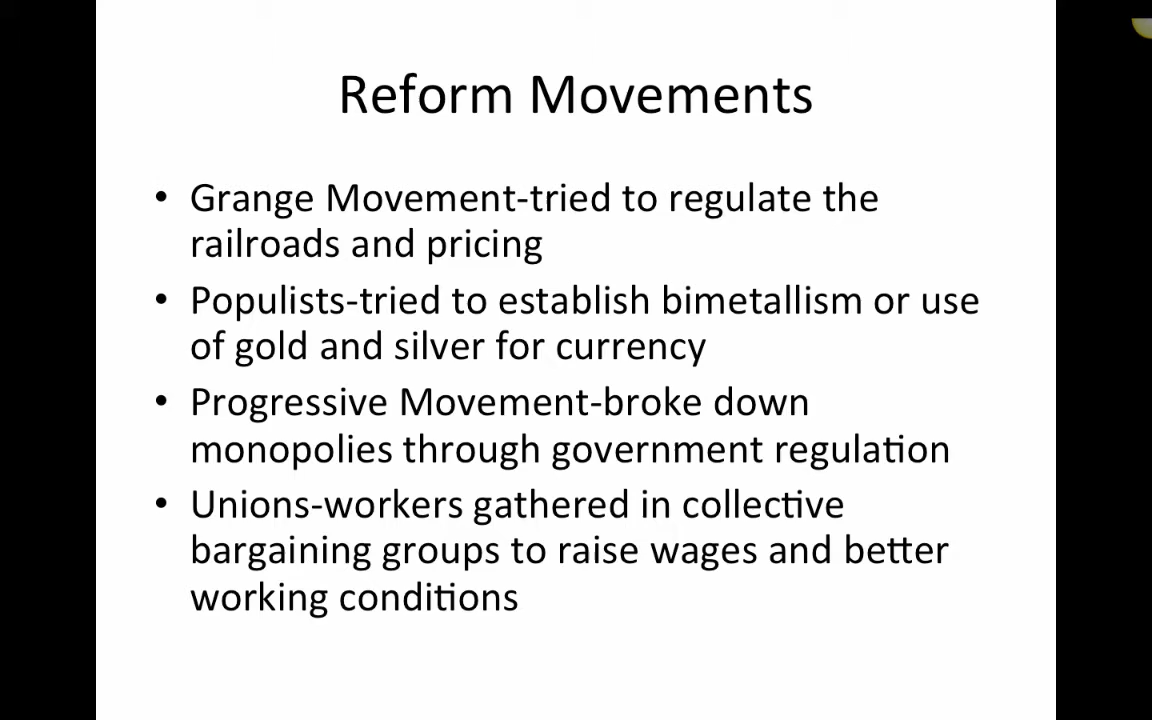 Reform Movements
• Grange Movement-tried to regulate the
railroads and pricing
• Populists-tried to establish bimetallism or use
of gold and silver for currency
• Progressive Movement-broke down
monopolies through government regulation
• Unions-workers gathered in collective
bargaining groups to raise wages and better
working conditions